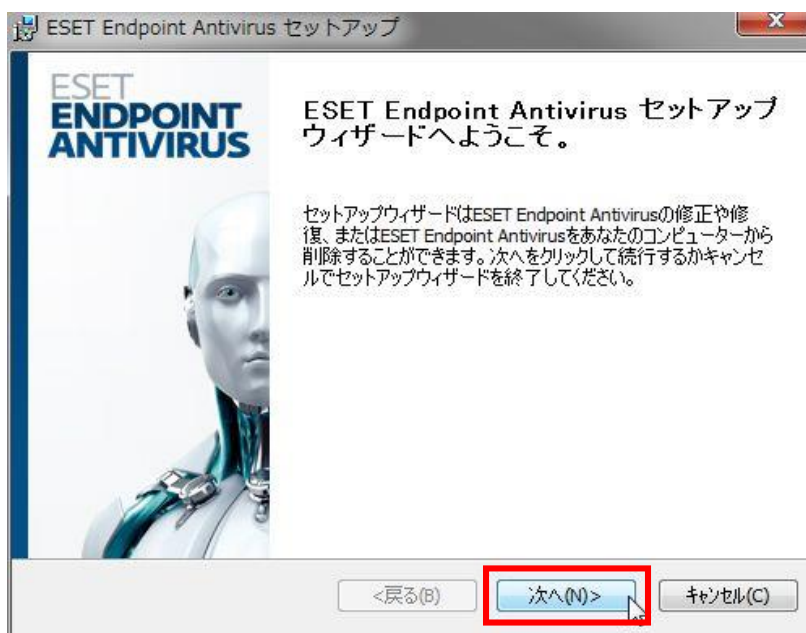 ESET Endpoint Antivirus セットアップ
ESET
ENDPOINT
ANTIVIRUS
ESET Endpoint Antivirus セットアップ
ウィザードへようこそ。
セットアップウィザードはESET Endpoint Antivirusの修正や修
復、またはESET Endpoint Antivirusをあなたのコンピューターから
削除することができます。次へをクリックして続行するかキャンセ
ルでセットアップウィザードを終了してください。
<戻る(B)
次へ(N)>
キャンセル(C)